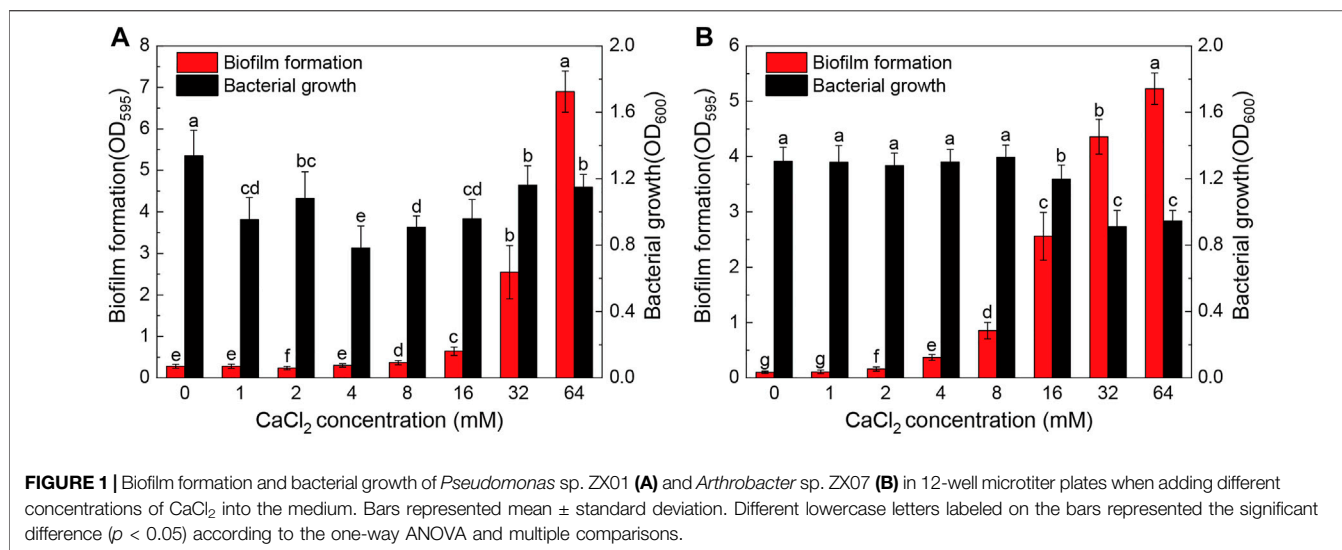 A
B
Biofilm formation
Bacterial growth
Biofilm formation(OD595)
8
7
6
5
4
3
2
1
0
a cd bc e d cd b b
e e f e d c b a
2.0
1.6
1.2
0.8
0.4
0.0
Bacterial growth(OD600)
0 1 2 4 8 16 32 64
CaCl2 concentration (mM)
Biofilm formation
Bacterial growth
Biofilm formation(OD595)
6
5
4
3
2
1
0
a a a a a b c c
g g f e d c b a
2.0
1.6
1.2
0.8
0.4
0.0
Bacterial growth(OD600)
0 1 2 4 8 16 32 64
CaCl2 concentration (mM)
FIGURE 1 | Biofilm formation and bacterial growth of Pseudomonas sp. ZX01 (A) and Arthrobacter sp. ZX07 (B) in 12-well microtiter plates when adding different
concentrations of CaCl2 into the medium. Bars represented mean ± standard deviation. Different lowercase letters labeled on the bars represented the significant
difference (p < 0.05) according to the one-way ANOVA and multiple comparisons.